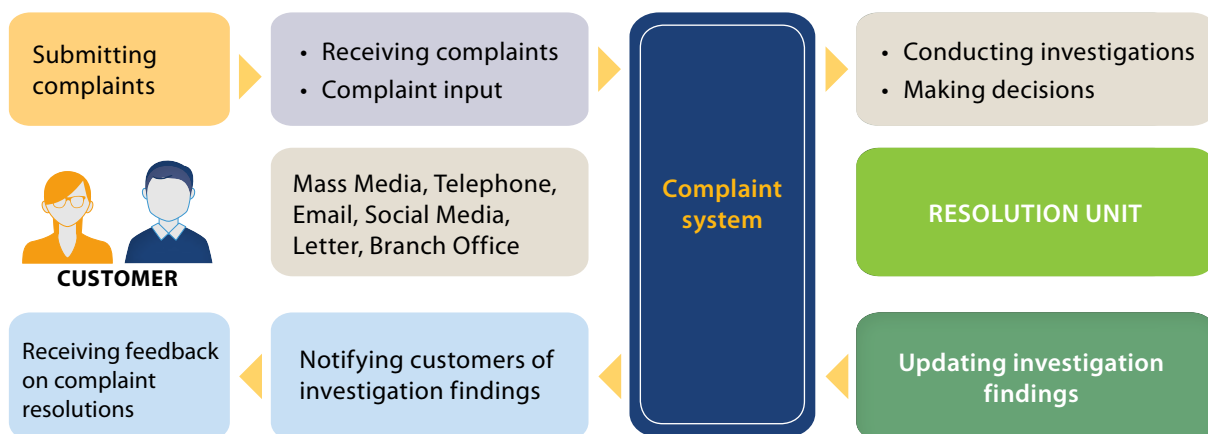 Submitting
complaints
• Receiving complaints
• Complaint input
Complaint
system
• Conducting investigations
• Making decisions
CUSTOMER
Mass Media, Telephone,
Email, Social Media,
Letter, Branch Office
RESOLUTION UNIT
Receiving feedback
on complaint
resolutions
Notifying customers of
investigation findings
Updating investigation
findings